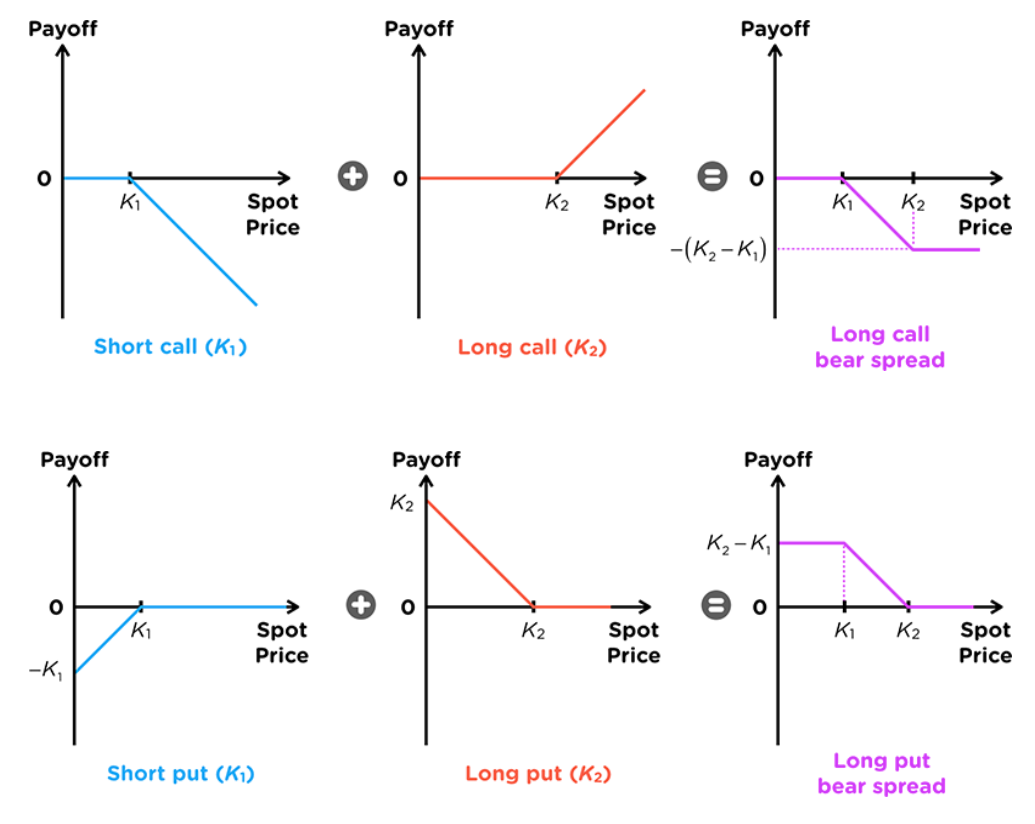 Payoff
Payoff
Payoff
0
K₁
Spot
Price
+
0
K₂
Spot
Price
=
0
K₁
K₂
Spot
Price
−(K₂ − K₁)
Short call (K₁)
Long call (K₂)
Long call
bear spread
Payoff
Payoff
Payoff
0
K₁
−K₁
Spot
Price
+
K₂
0
K₂
Spot
Price
=
K₂ − K₁
0
K₁
K₂
Spot
Price
Short put (K₁)
Long put (K₂)
Long put
bear spread